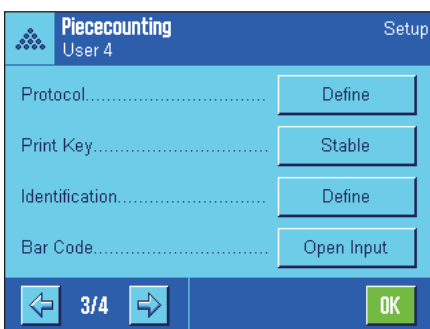 Piececounting Setup
User 4
Protocol.............................. Define
Print Key............................. Stable
Identification......................... Define
Bar Code.............................. Open Input
3/4 OK